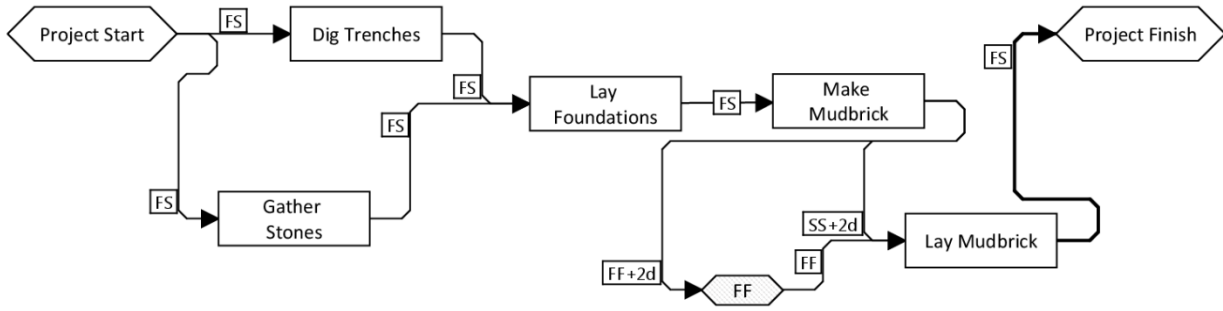 Project Start
FS
Dig Trenches
FS
Project Finish
FS
Lay
Foundations
FS
Make
Mudbrick
FS
FS
Gather
Stones
FS
SS+2d
Lay Mudbrick
FF+2d
FF
FF